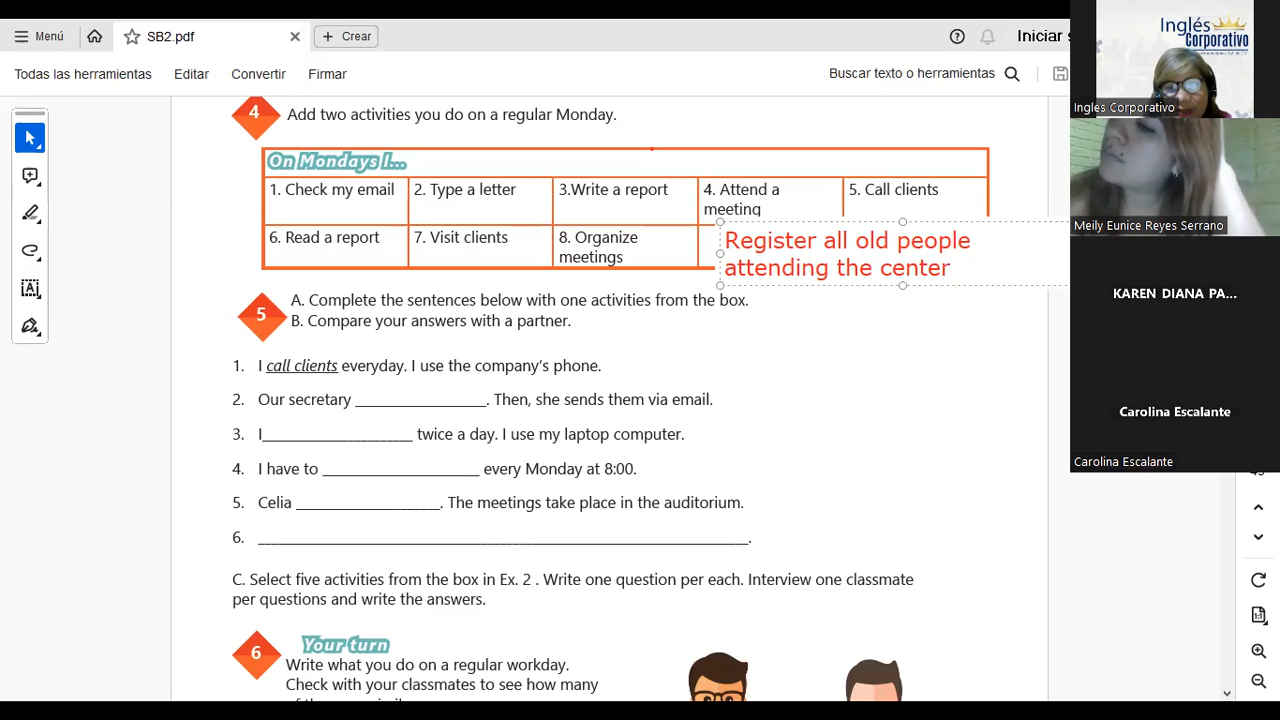 Menú
SB2.pdf
Crear
Iniciar s
Todas las herramientas
Editar
Convertir
Firmar
Buscar texto o herramientas
Inglés
Corporativo
Ingles Corporativo
Meily Eunice Reyes Serrano
KAREN DIANA PA...
Carolina Escalante
Carolina Escalante
4 Add two activities you do on a regular Monday.
On Mondays I...
1. Check my email
2. Type a letter
3.Write a report
4. Attend a
meeting
5. Call clients
6. Read a report
7. Visit clients
8. Organize
meetings
Register all old people
attending the center
5 A. Complete the sentences below with one activities from the box.
B. Compare your answers with a partner.
1. I call clients everyday. I use the company's phone.
2. Our secretary ________________. Then, she sends them via email.
3. I____________________ twice a day. I use my laptop computer.
4. I have to ____________________ every Monday at 8:00.
5. Celia __________________. The meetings take place in the auditorium.
6. ____________________________________________________________.
C. Select five activities from the box in Ex. 2 . Write one question per each. Interview one classmate
per questions and write the answers.
6 Your turn
Write what you do on a regular workday.
Check with your classmates to see how many